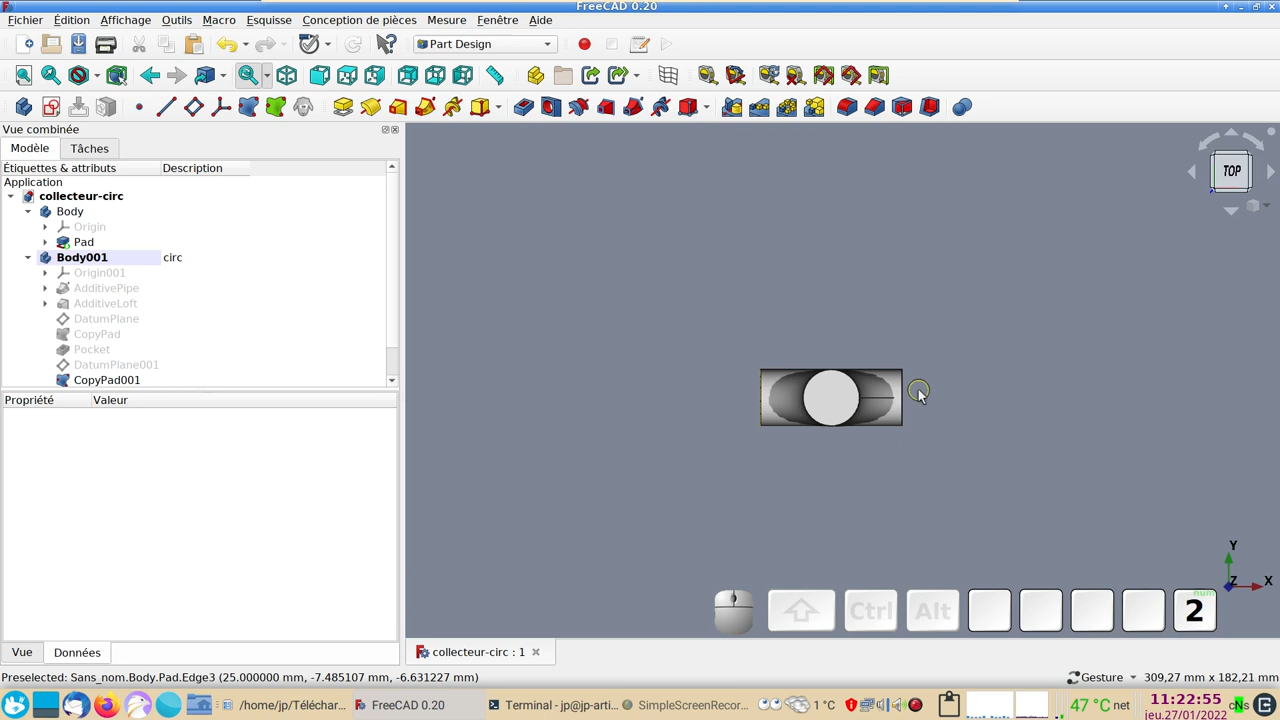 FreeCAD 0.20
Fichier Édition Affichage Outils Macro Esquisse Conception de pièces Mesure Fenêtre Aide
Part Design
Vue combinée
Modèle Tâches
Étiquettes & attributs Description
Application
collecteur-circ
Body
Origin
Pad
Body001 circ
Origin001
AdditivePipe
AdditiveLoft
DatumPlane
CopyPad
Pocket
DatumPlane001
CopyPad001
Propriété Valeur
TOP
Y
Z X
Ctrl Alt num 2
Vue Données
collecteur-circ : 1
Preselected: Sans_nom.Body.Pad.Edge3 (25.000000 mm, -7.485107 mm, -6.631227 mm)
Gesture 309,27 mm x 182,21 mm
/home/jp/Téléchar... FreeCAD 0.20 Terminal - jp@jp-arti... SimpleScreenRecor... 1 °C 47 °C net 11:22:55 cNs
jeu.27/01/2022